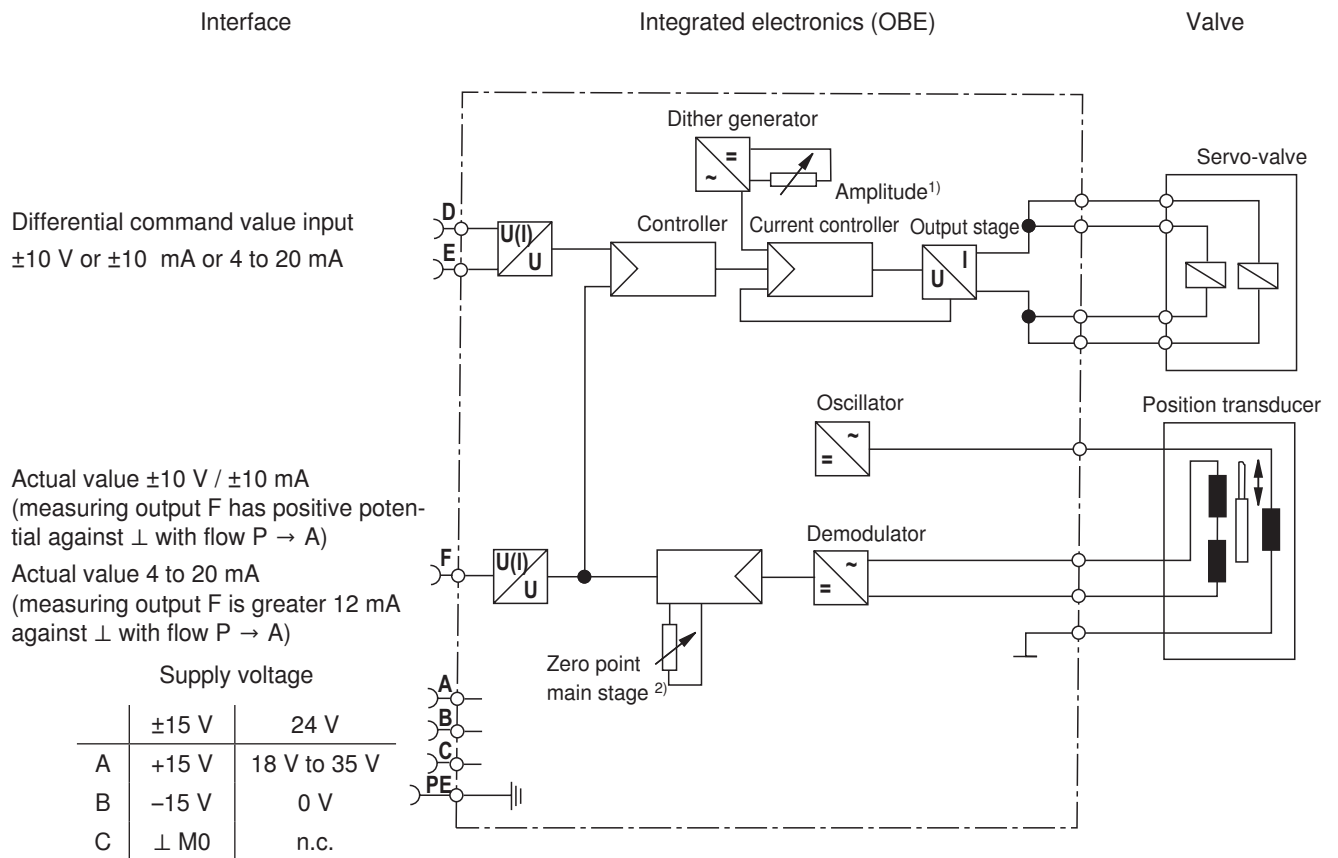 Interface
Integrated electronics (OBE)
Valve
Dither generator
=
~
Amplitude1)
Servo-valve
Differential command value input
±10 V or ±10 mA or 4 to 20 mA
D
E
U(I)
U
Controller
Current controller
Output stage
U
I
Oscillator
~
=
Position transducer
Actual value ±10 V / ±10 mA
(measuring output F has positive poten-
tial against ⊥ with flow P → A)
Actual value 4 to 20 mA
(measuring output F is greater 12 mA
against ⊥ with flow P → A)
F
U(I)
U
Demodulator
~
=
Zero point
main stage 2)
Supply voltage
±15 V 24 V
A +15 V 18 V to 35 V
B –15 V 0 V
C ⊥ M0 n.c.
A
B
C
PE